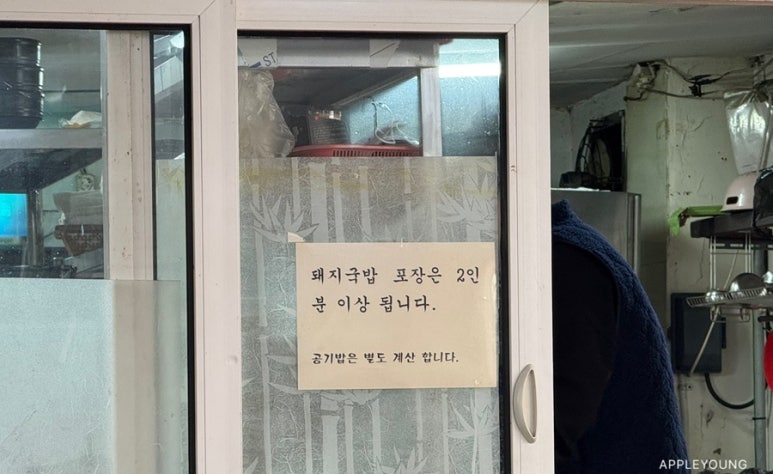 ST
돼지국밥 포장은 2인
분 이상 됩니다.
공기밥은 별도 계산 합니다.
APPLEYOUNG